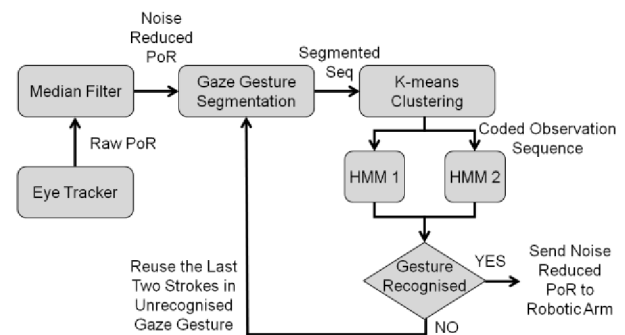 Noise
Reduced
PoR
Segmented
Seq
Median Filter
Gaze Gesture
Segmentation
K-means
Clustering
Raw PoR
Coded Observation
Sequence
Eye Tracker
HMM 1
HMM 2
Reuse the Last
Two Strokes in
Unrecognised
Gaze Gesture
Gesture
Recognised
YES
Send Noise
Reduced
PoR to
Robotic Arm
NO